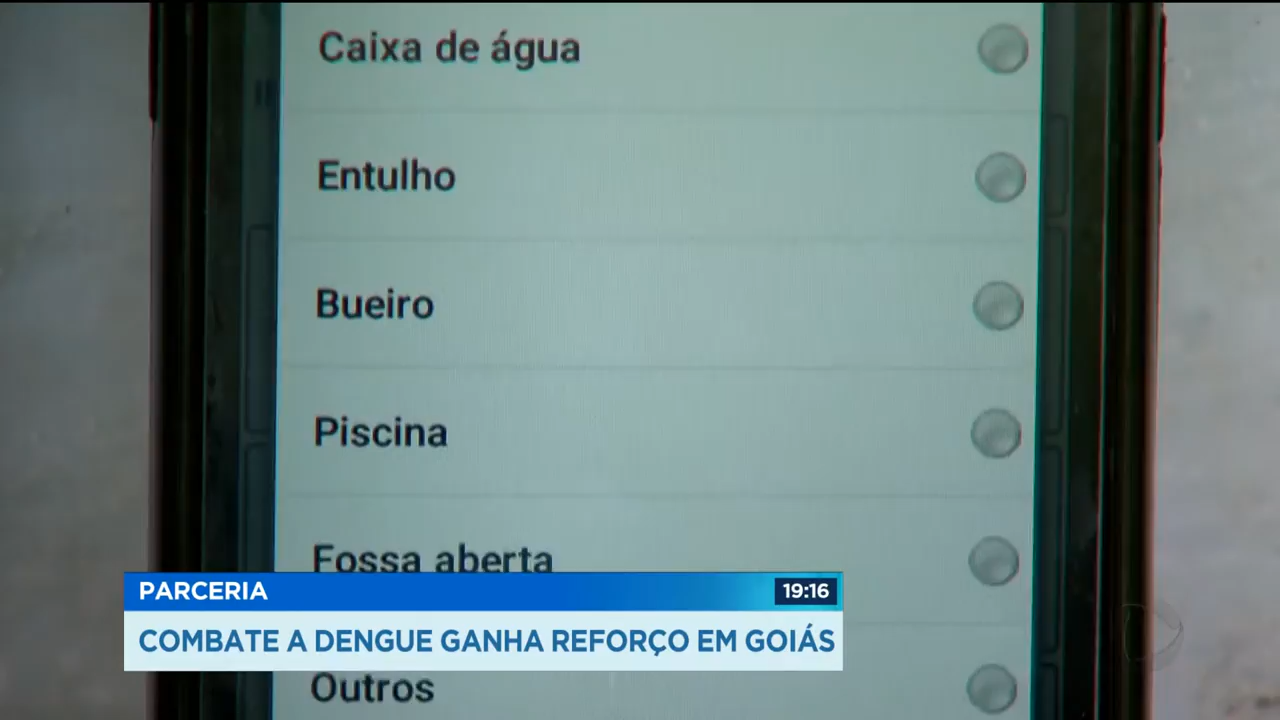 Caixa de água
Entulho
Bueiro
Piscina
Fossa aberta
PARCERIA
19:16
COMBATE A DENGUE GANHA REFORÇO EM GOIÁS
Outros